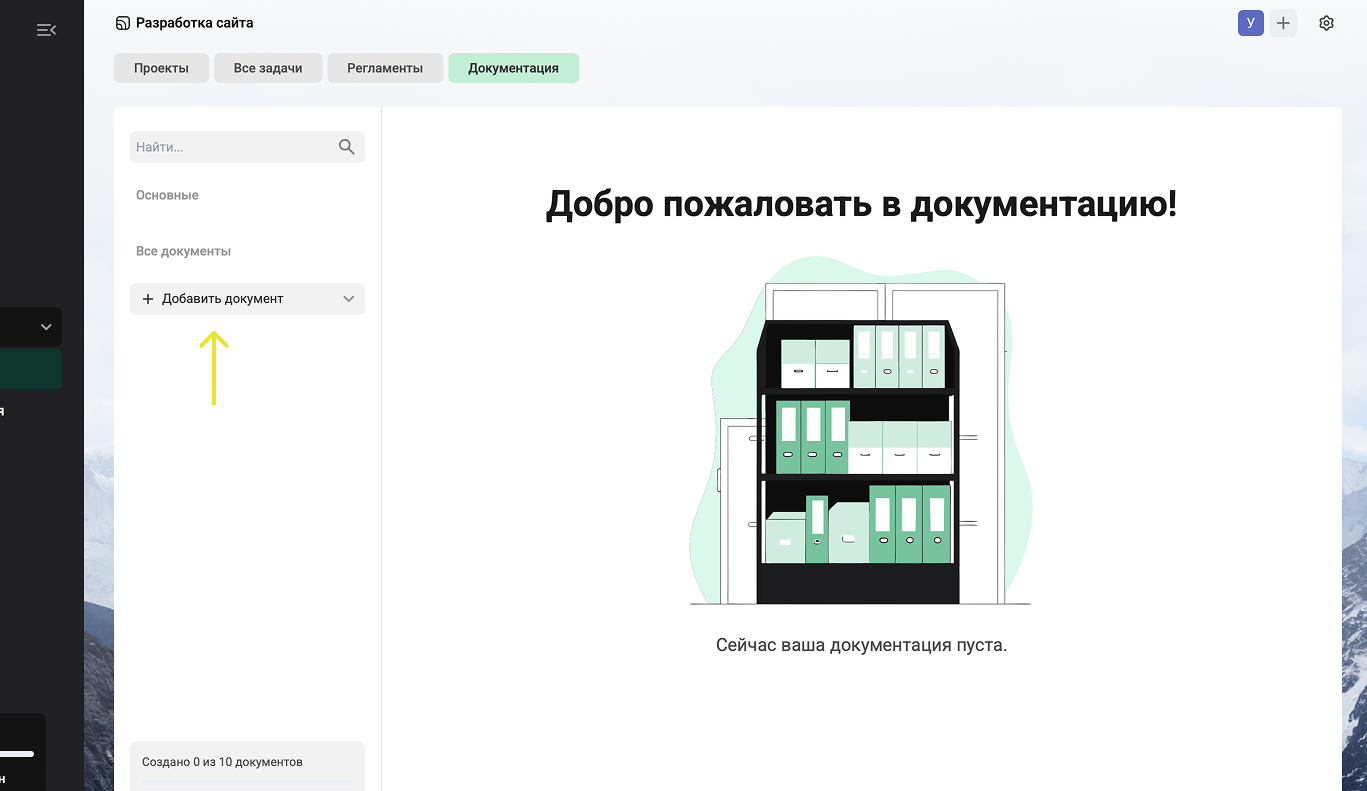 Разработка сайта
У
Проекты
Все задачи
Регламенты
Документация
Найти...
Основные
Все документы
Добавить документ
Добро пожаловать в документацию!
Сейчас ваша документация пуста.
Создано 0 из 10 документов
я
н